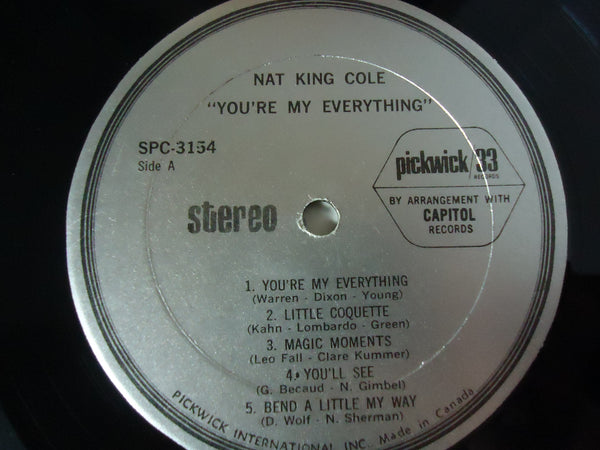 NAT KING COLE
"YOU'RE MY EVERYTHING"
SPC-3154
Side A
pickwick/33
RECORDS
BY ARRANGEMENT WITH
CAPITOL
RECORDS
stereo
1. YOU'RE MY EVERYTHING
(Warren - Dixon - Young)
2. LITTLE COQUETTE
(Kahn - Lombardo - Green)
3. MAGIC MOMENTS
(Leo Fall - Clare Kummer)
4. YOU'LL SEE
(G. Becaud - N. Gimbel)
5. BEND A LITTLE MY WAY
(D. Wolf - N. Sherman)
PICKWICK INTERNATIONAL INC. Made in Canada